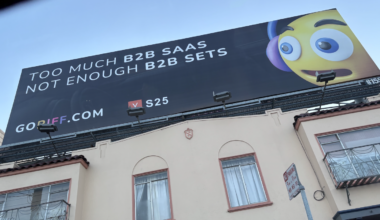 TOO MUCH B2B SAAS
NOT ENOUGH B2B SETS
GORIFF.COM
Y S25